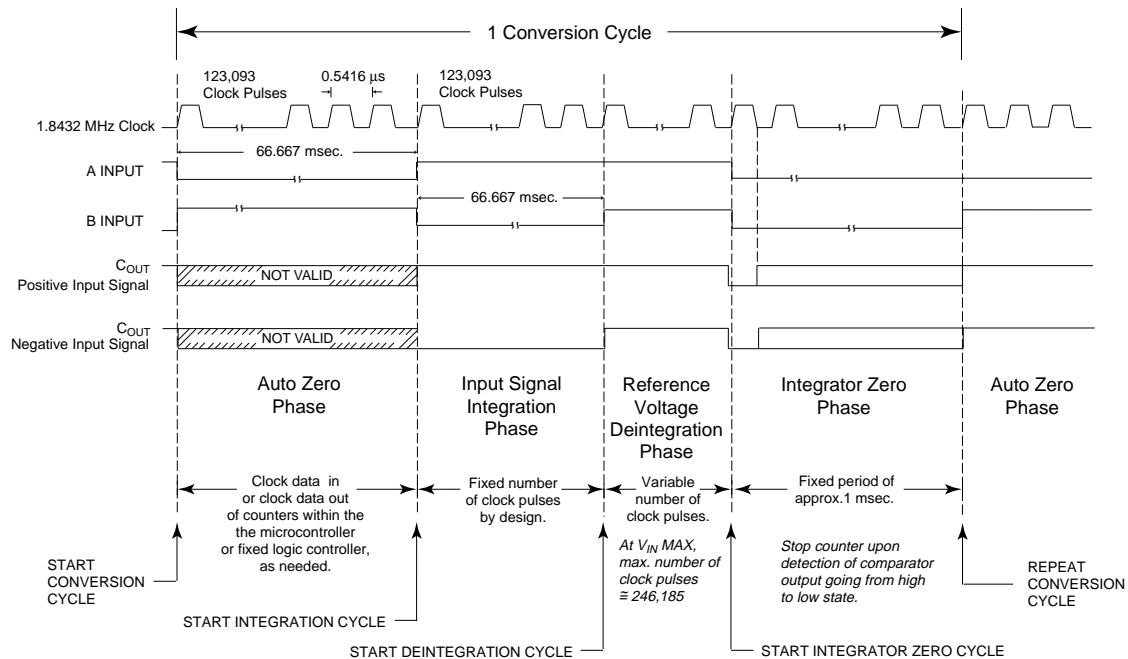 1 Conversion Cycle
123,093
Clock Pulses
0.5416 µs
123,093
Clock Pulses
1.8432 MHz Clock
66.667 msec.
A INPUT
66.667 msec.
B INPUT
COUT
Positive Input Signal
NOT VALID
COUT
Negative Input Signal
NOT VALID
Auto Zero
Phase
Input Signal
Integration
Phase
Reference
Voltage
Deintegration
Phase
Integrator Zero
Phase
Auto Zero
Phase
Clock data in
or clock data out
of counters within the
the microcontroller
or fixed logic controller,
as needed.
Fixed number
of clock pulses
by design.
Variable
number of
clock pulses.
At VIN MAX,
max. number of
clock pulses
≅ 246,185
Fixed period of
approx.1 msec.
Stop counter upon
detection of comparator
output going from high
to low state.
START
CONVERSION
CYCLE
START INTEGRATION CYCLE
START DEINTEGRATION CYCLE
START INTEGRATOR ZERO CYCLE
REPEAT
CONVERSION
CYCLE